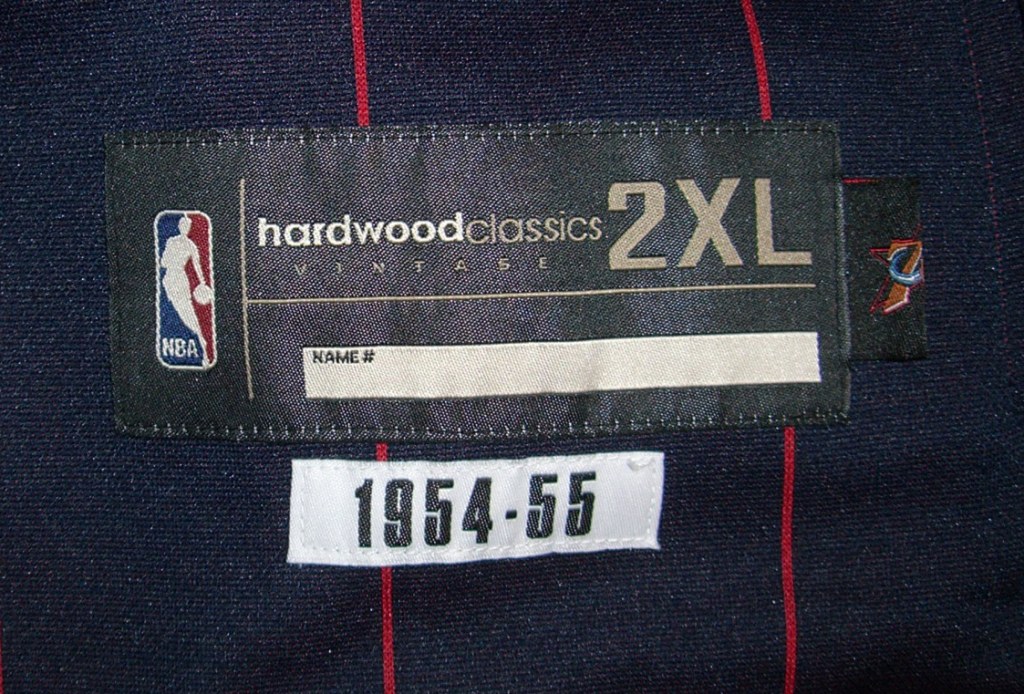 hardwoodclassics 2XL
VINTAGE
NBA
NAME #
1954-55